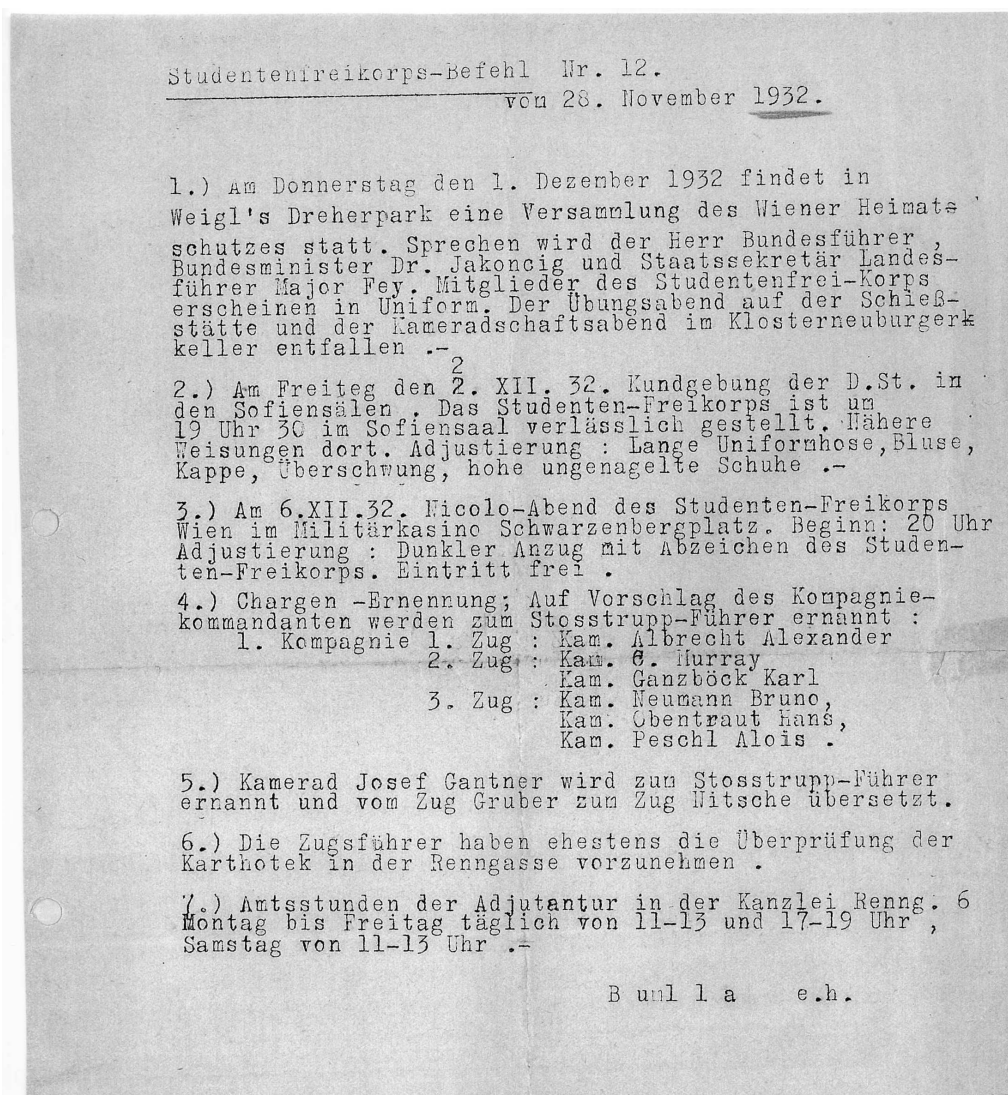 Studentenfreikorps-Befehl Nr. 12.
vom 28. November 1932.
1.) Am Donnerstag den 1. Dezember 1932 findet in
Weigl's Dreherpark eine Versammlung des Wiener Heimats
schutzes statt. Sprechen wird der Herr Bundesführer ,
Bundesminister Dr. Jakoncig und Staatssekretär Landes-
führer Major Fey. Mitglieder des Studentenfrei-Korps
erscheinen in Uniform. Der Übungsabend auf der Schieß-
stätte und der Kameradschaftsabend im Klosterneuburgerk
keller entfallen .-
2
2.) Am Freiteg den 2. XII. 32. Kundgebung der D.St. in
den Sofiensälen . Das Studenten-Freikorps ist um
19 Uhr 30 im Sofiensaal verlässlich gestellt. Nähere
Weisungen dort. Adjustierung : Lange Uniformhose,Bluse,
Kappe, Überschwung, hohe ungenagelte Schuhe .-
3.) Am 6.XII.32. Nicolo-Abend des Studenten-Freikorps
Wien im Militärkasino Schwarzenbergplatz. Beginn: 20 Uhr
Adjustierung : Dunkler Anzug mit Abzeichen des Studen-
ten-Freikorps. Eintritt frei .
4.) Chargen -Ernennung; Auf Vorschlag des Kompagnie-
kommandanten werden zum Stosstrupp-Führer ernannt :
1. Kompagnie 1. Zug : Kam. Albrecht Alexander
2. Zug : Kam. G. Murray
Kam. Ganzböck Karl
3. Zug : Kam. Neumann Bruno,
Kam. Obentraut Hans,
Kam. Peschl Alois .
5.) Kamerad Josef Gantner wird zum Stosstrupp-Führer
ernannt und vom Zug Gruber zum Zug Nitsche übersetzt.
6.) Die Zugsführer haben ehestens die Überprüfung der
Karthotek in der Renngasse vorzunehmen .
7.) Amtsstunden der Adjutantur in der Kanzlei Renng. 6
Montag bis Freitag täglich von 11-13 und 17-19 Uhr ,
Samstag von 11-13 Uhr .-
e.h.